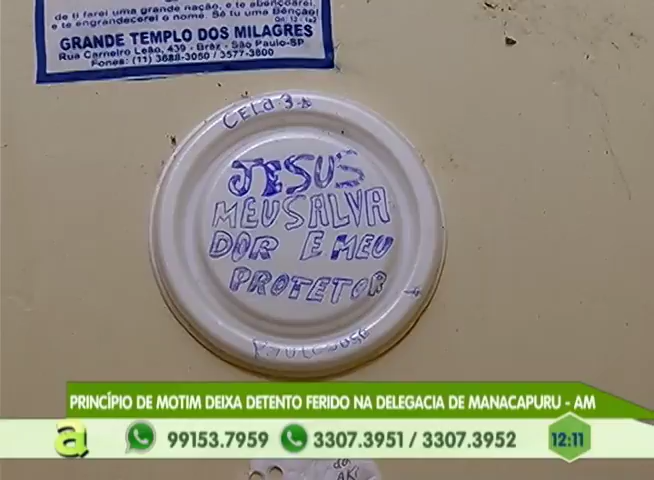 de ti farei uma grande nação, e te abençoarei,
e te engrandecerei o nome. Sê tu uma Bênção!
GRANDE TEMPLO DOS MILAGRES
Rua Carneiro Leão, 439 - Bráz - São Paulo-SP
Fones: (11) 3688-3050 / 3577-3800
CELA 3
JESUS
MEU SALVA
DOR E MEU
PROTETOR
PRINCÍPIO DE MOTIM DEIXA DETENTO FERIDO NA DELEGACIA DE MANACAPURU - AM
a 99153.7959 3307.3951 / 3307.3952 12:11
AKI